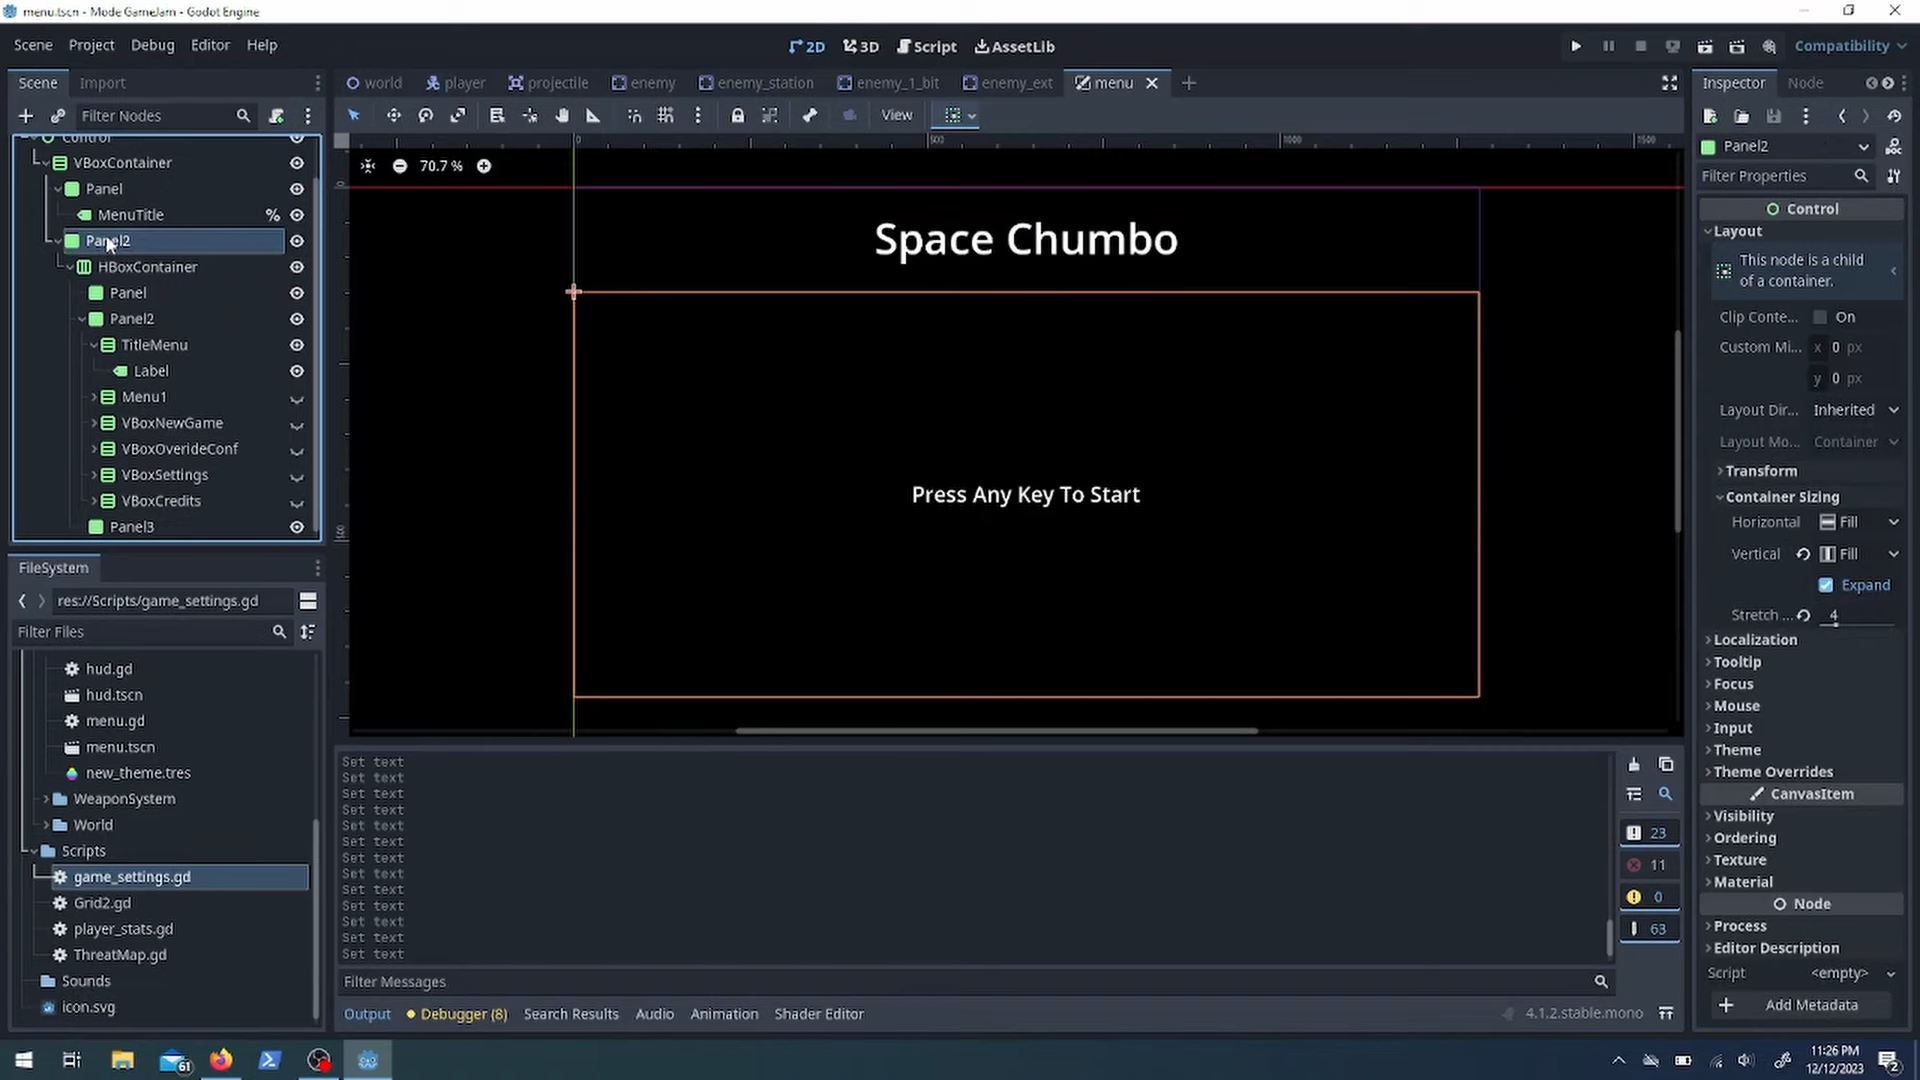 menu.tscn - Mode GameJam - Godot Engine
Scene Project Debug Editor Help
2D 3D Script AssetLib
Compatibility
Scene Import
world player projectile enemy enemy_station enemy_1_bit enemy_ext menu
Inspector Node
Filter Nodes
View
Control
VBoxContainer
Panel
MenuTitle %
Panel2
HBoxContainer
Panel
Panel2
TitleMenu
Label
Menu1
VBoxNewGame
VBoxOverideConf
VBoxSettings
VBoxCredits
Panel3
0 500 1000 1500
70.7 %
Space Chumbo
Press Any Key To Start
Panel2
Filter Properties
Control
Layout
This node is a child
of a container.
Clip Conte... On
Custom Mi... x 0 px
y 0 px
Layout Dir... Inherited
Layout Mo... Container
Transform
Container Sizing
Horizontal Fill
Vertical Fill
Expand
Stretch ... 4
Localization
Tooltip
Focus
Mouse
Input
Theme
Theme Overrides
CanvasItem
Visibility
Ordering
Texture
Material
Node
Process
Editor Description
Script <empty>
Add Metadata
FileSystem
res://Scripts/game_settings.gd
Filter Files
hud.gd
hud.tscn
menu.gd
menu.tscn
new_theme.tres
WeaponSystem
World
Scripts
game_settings.gd
Grid2.gd
player_stats.gd
ThreatMap.gd
Sounds
icon.svg
Set text
Set text
Set text
Set text
Set text
Set text
Set text
Set text
Set text
Set text
Set text
Set text
Set text
23
11
0
63
Filter Messages
Output Debugger (8) Search Results Audio Animation Shader Editor
4.1.2.stable.mono
61
11:26 PM
12/12/2023
2